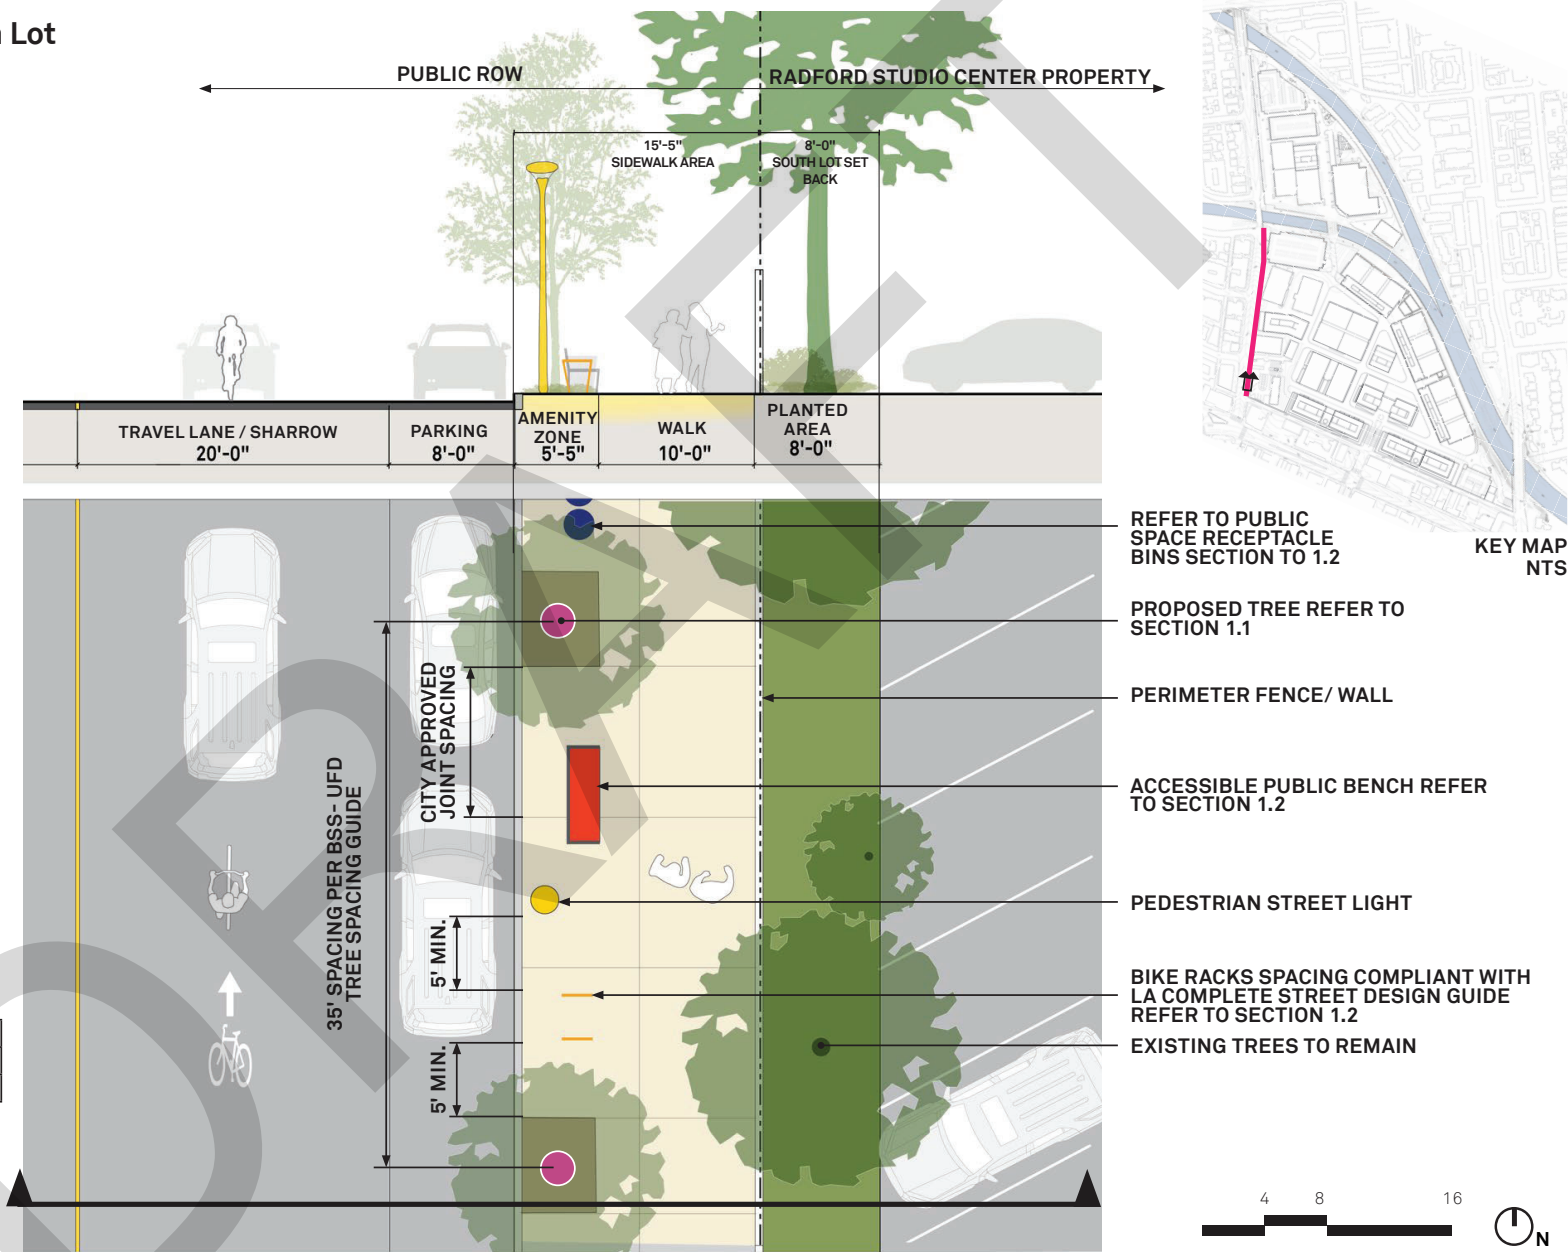 Lot
PUBLIC ROW
RADFORD STUDIO CENTER PROPERTY
15'-5"
SIDEWALK AREA
8'-0"
SOUTH LOT SET
BACK
TRAVEL LANE / SHARROW
20'-0"
PARKING
8'-0"
AMENITY
ZONE
5'-5"
WALK
10'-0"
PLANTED
AREA
8'-0"
KEY MAP
NTS
REFER TO PUBLIC
SPACE RECEPTACLE
BINS SECTION TO 1.2
PROPOSED TREE REFER TO
SECTION 1.1
PERIMETER FENCE/ WALL
ACCESSIBLE PUBLIC BENCH REFER
TO SECTION 1.2
PEDESTRIAN STREET LIGHT
BIKE RACKS SPACING COMPLIANT WITH
LA COMPLETE STREET DESIGN GUIDE
REFER TO SECTION 1.2
EXISTING TREES TO REMAIN
35' SPACING PER BSS- UFD
TREE SPACING GUIDE
CITY APPROVED
JOINT SPACING
5' MIN.
5' MIN.
4 8 16
N
DRAFT